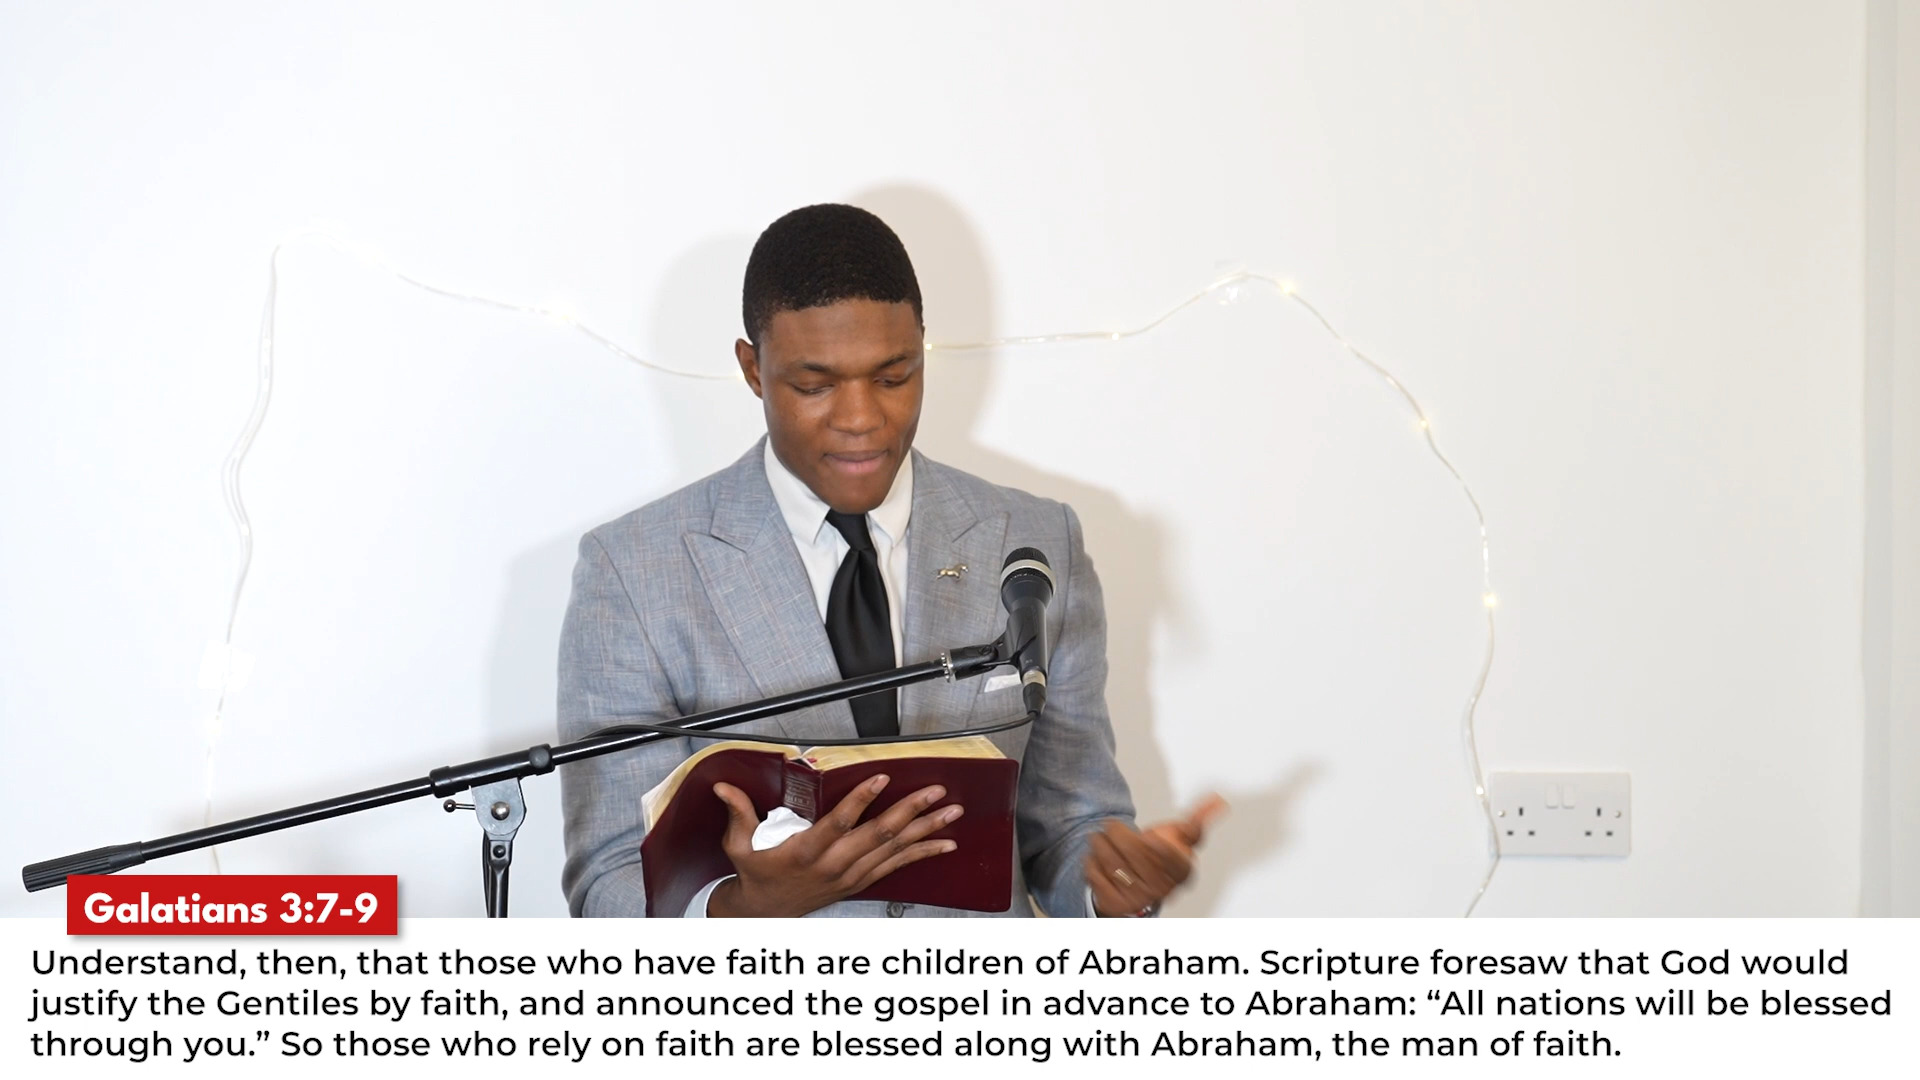 Galatians 3:7-9
Understand, then, that those who have faith are children of Abraham. Scripture foresaw that God would
justify the Gentiles by faith, and announced the gospel in advance to Abraham: “All nations will be blessed
through you.” So those who rely on faith are blessed along with Abraham, the man of faith.